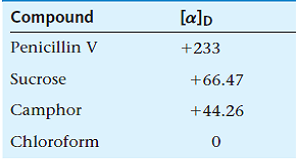 Compound [α]D
Penicillin V +233
Sucrose +66.47
Camphor +44.26
Chloroform 0